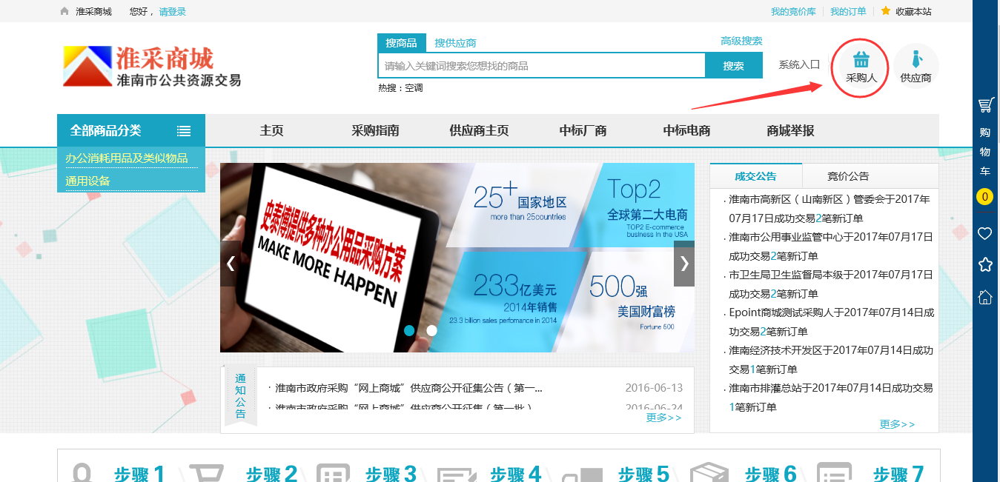 淮采商城 您好，请登录 我的竞价库 我的订单 收藏本站
淮采商城
淮南市公共资源交易
搜商品 搜供应商 高级搜索
请输入关键词搜索您想找的商品 搜索
热搜：空调
系统入口 采购人 供应商
全部商品分类 主页 采购指南 供应商主页 中标厂商 中标电商 商城举报
办公消耗用品及类似物品
通用设备
史泰博提供多种办公用品采购方案
MAKE MORE HAPPEN
25+国家地区
more than 25countries
Top2
全球第二大电商
TOP2 E-commerce
business in the USA
233亿美元
2014年销售
23.3 billion sales perfomance in 2014
500强
美国财富榜
Fortune 500
成交公告 竞价公告
淮南市高新区（山南新区）管委会于2017年
07月17日成功交易2笔新订单
淮南市公用事业监管中心于2017年07月17日
成功交易2笔新订单
市卫生局卫生监督局本级于2017年07月17日
成功交易2笔新订单
Epoint商城测试采购人于2017年07月14日成
功交易2笔新订单
淮南经济技术开发区于2017年07月14日成功
交易1笔新订单
淮南市排灌总站于2017年07月14日成功交易
1笔新订单
更多>>
通知公告
· 淮南市政府采购“网上商城”供应商公开征集公告（第一... 2016-06-13
· 淮南市政府采购“网上商城”供应商公开征集（第一批） 2016-06-24
更多>>
步骤 1 步骤 2 步骤 3 步骤 4 步骤 5 步骤 6 步骤 7
购
物
车
0